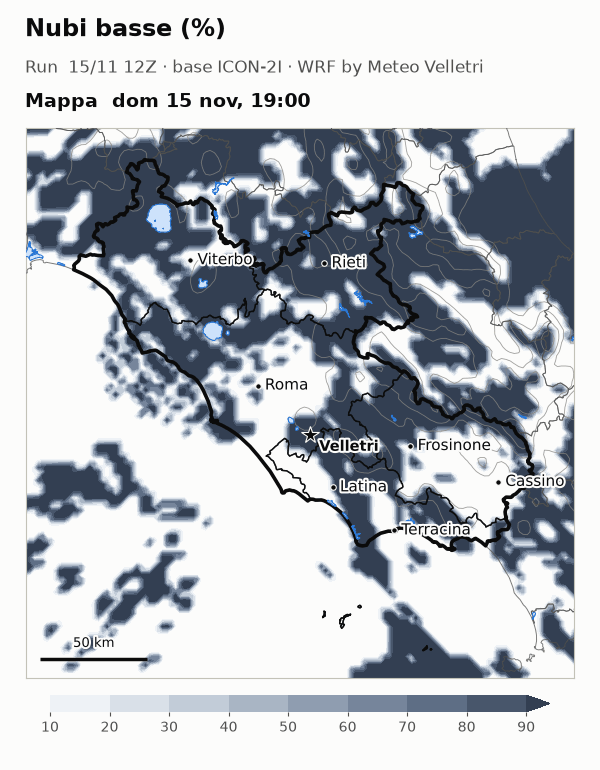 Nubi basse (%)
Run  15/11 12Z · base ICON-2I · WRF by Meteo Velletri
Mappa  dom 15 nov, 19:00
Viterbo
Rieti
Roma
Velletri
Frosinone
Cassino
Latina
Terracina
50 km
10 20 30 40 50 60 70 80 90